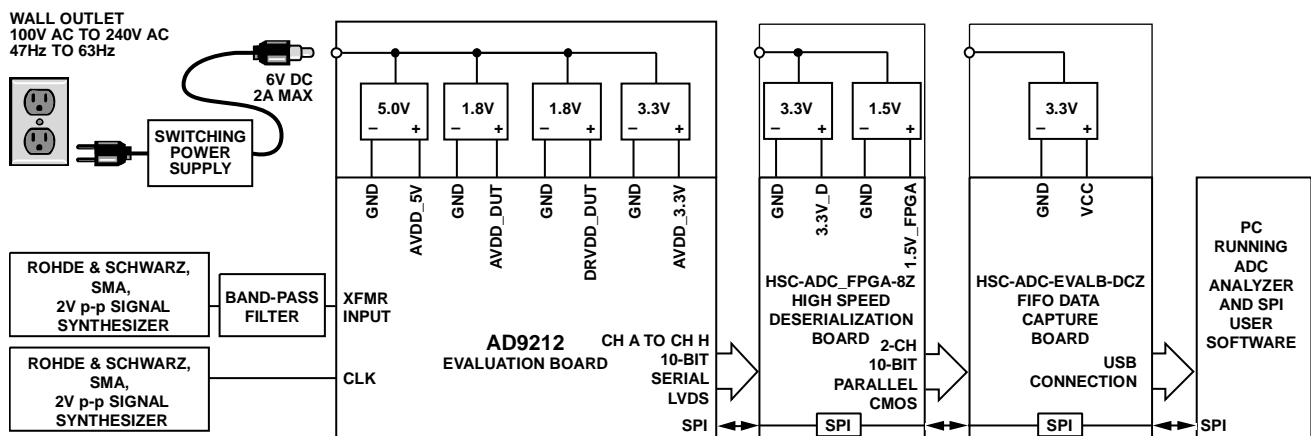 WALL OUTLET
100V AC TO 240V AC
47Hz TO 63Hz
6V DC
2A MAX
SWITCHING
POWER
SUPPLY
5.0V
– +
1.8V
– +
1.8V
– +
3.3V
– +
GND
AVDD_5V
GND
AVDD_DUT
GND
DRVDD_DUT
GND
AVDD_3.3V
3.3V
– +
1.5V
– +
GND
3.3V_D
GND
1.5V_FPGA
3.3V
– +
GND
VCC
ROHDE & SCHWARZ,
SMA,
2V p-p SIGNAL
SYNTHESIZER
BAND-PASS
FILTER
XFMR
INPUT
ROHDE & SCHWARZ,
SMA,
2V p-p SIGNAL
SYNTHESIZER
CLK
AD9212
EVALUATION BOARD
CH A TO CH H
10-BIT
SERIAL
LVDS
SPI
HSC-ADC_FPGA-8Z
HIGH SPEED
DESERIALIZATION
BOARD
2-CH
10-BIT
PARALLEL
CMOS
SPI
HSC-ADC-EVALB-DCZ
FIFO DATA
CAPTURE
BOARD
USB
CONNECTION
SPI
PC
RUNNING
ADC
ANALYZER
AND SPI
USER
SOFTWARE
SPI